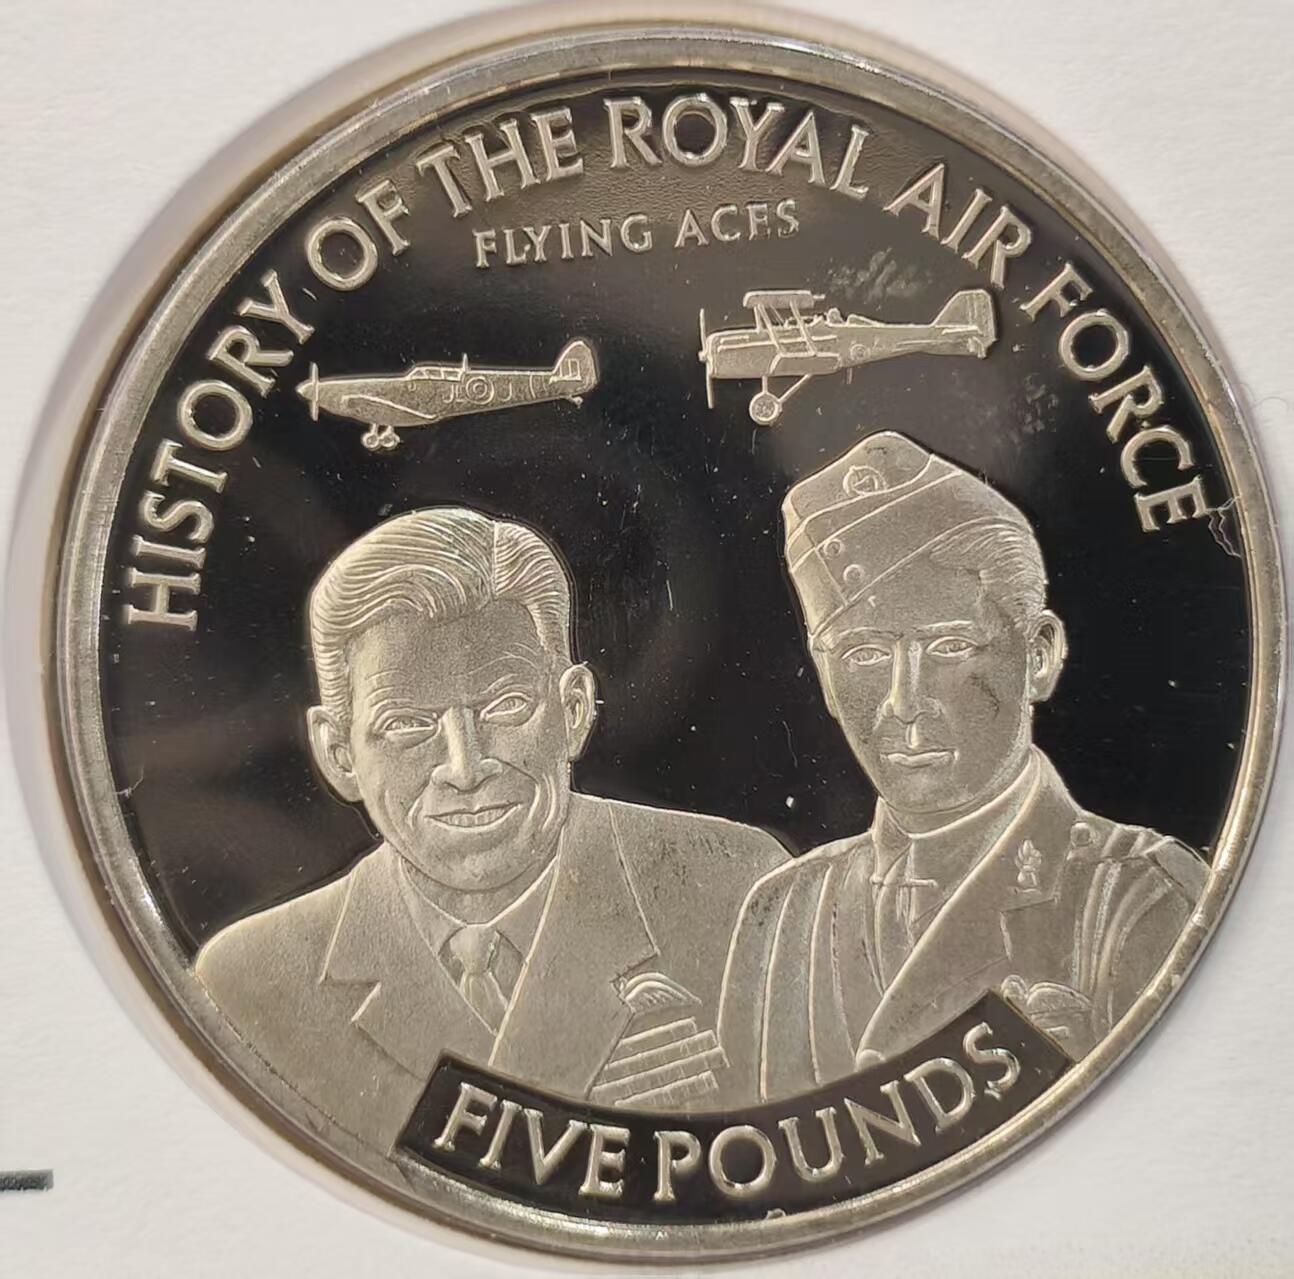 HISTORY OF THE ROYAL AIR FORCE
FLYING ACES
FIVE POUNDS